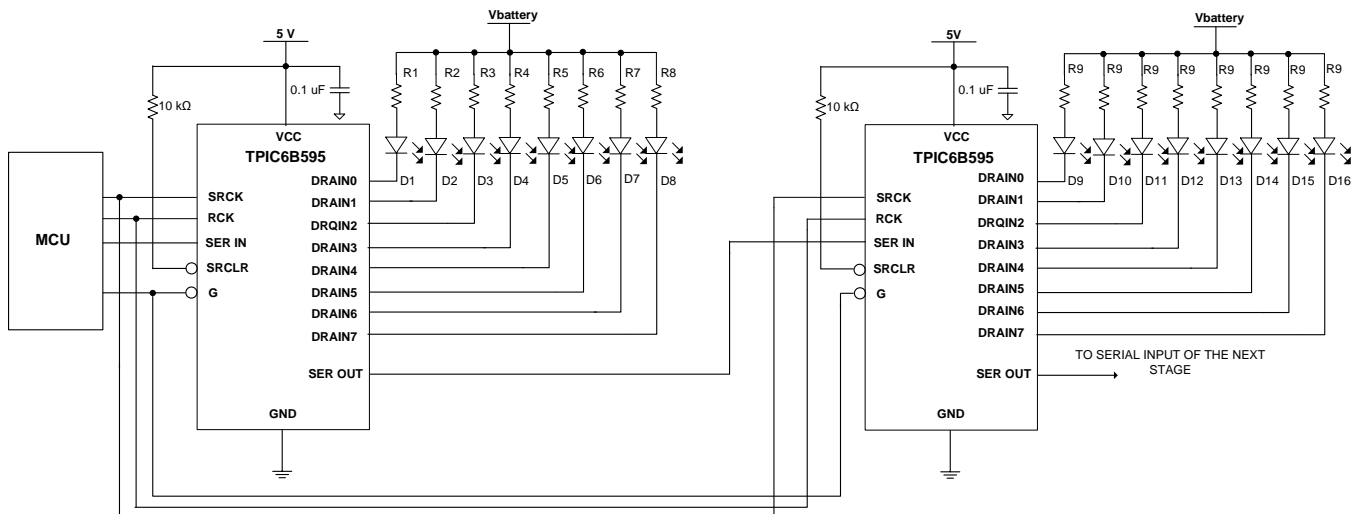 Vbattery
5 V
R1 R2 R3 R4 R5 R6 R7 R8
0.1 uF
10 kΩ
VCC
TPIC6B595
MCU
SRCK
RCK
SER IN
SRCLR
G
DRAIN0
DRAIN1
DRQIN2
DRAIN3
DRAIN4
DRAIN5
DRAIN6
DRAIN7
SER OUT
GND
D1 D2 D3 D4 D5 D6 D7 D8
Vbattery
5V
R9 R9 R9 R9 R9 R9 R9 R9
0.1 uF
10 kΩ
VCC
TPIC6B595
SRCK
RCK
SER IN
SRCLR
G
DRAIN0
DRAIN1
DRQIN2
DRAIN3
DRAIN4
DRAIN5
DRAIN6
DRAIN7
SER OUT
GND
D9 D10 D11 D12 D13 D14 D15 D16
TO SERIAL INPUT OF THE NEXT
STAGE